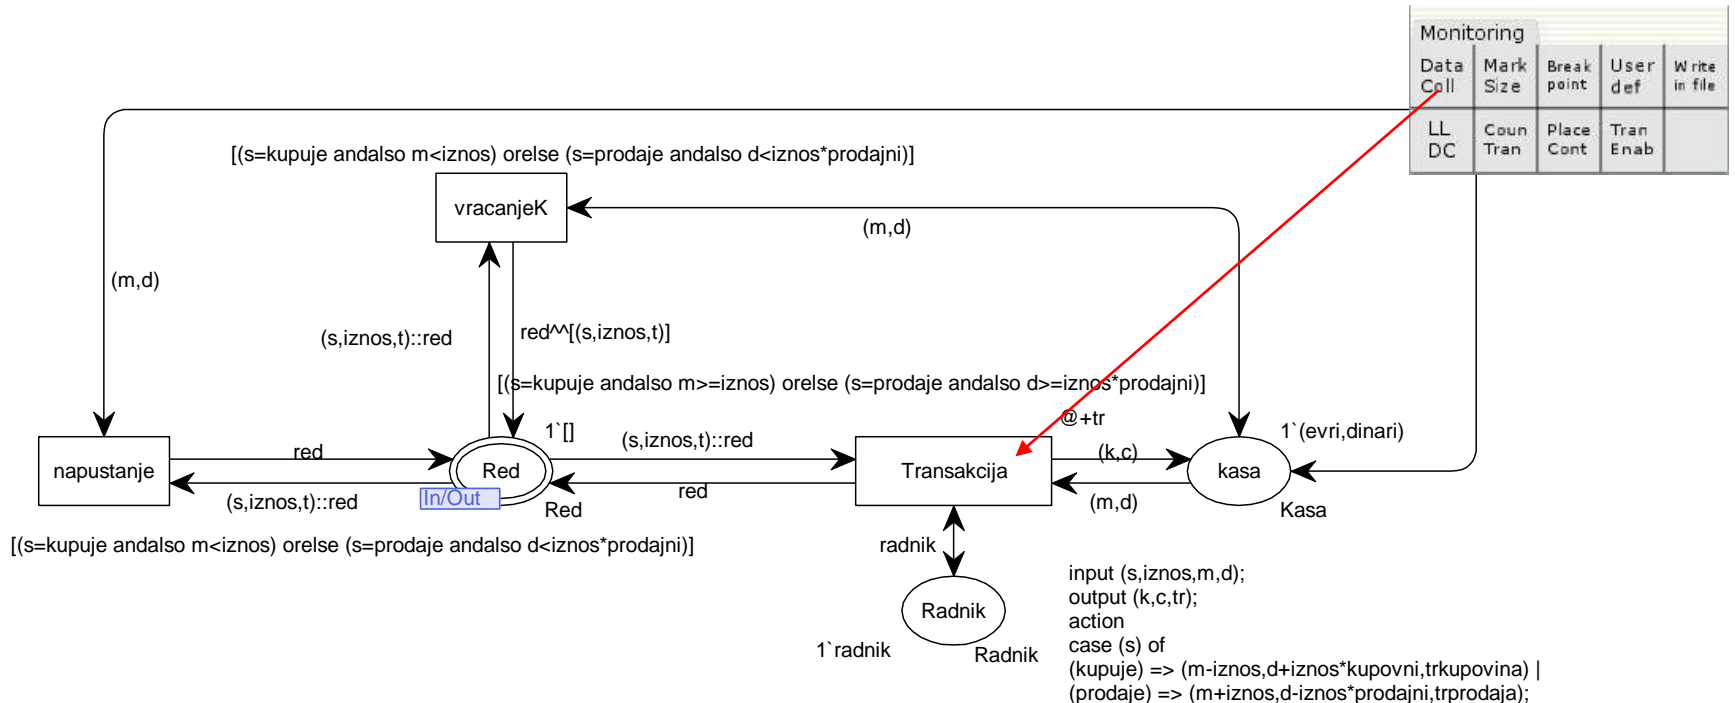 Monitoring
Data Coll
Mark Size
Break point
User def
Write in file
LL DC
Coun Tran
Place Cont
Tran Enab
[(s=kupuje andalso m<iznos) orelse (s=prodaje andalso d<iznos*prodajni)]
vracanjeK
(m,d)
(m,d)
(s,iznos,t)::red
red^^[(s,iznos,t)]
[(s=kupuje andalso m>=iznos) orelse (s=prodaje andalso d>=iznos*prodajni)]
@+tr
1`[]
1`(evri,dinari)
napustanje
red
(s,iznos,t)::red
Red
In/Out
Red
(s,iznos,t)::red
red
Transakcija
(k,c)
(m,d)
kasa
Kasa
[(s=kupuje andalso m<iznos) orelse (s=prodaje andalso d<iznos*prodajni)]
radnik
Radnik
1`radnik
Radnik
input (s,iznos,m,d);
output (k,c,tr);
action
case (s) of
(kupuje) => (m-iznos,d+iznos*kupovni,trkupovina) |
(prodaje) => (m+iznos,d-iznos*prodajni,trprodaja);